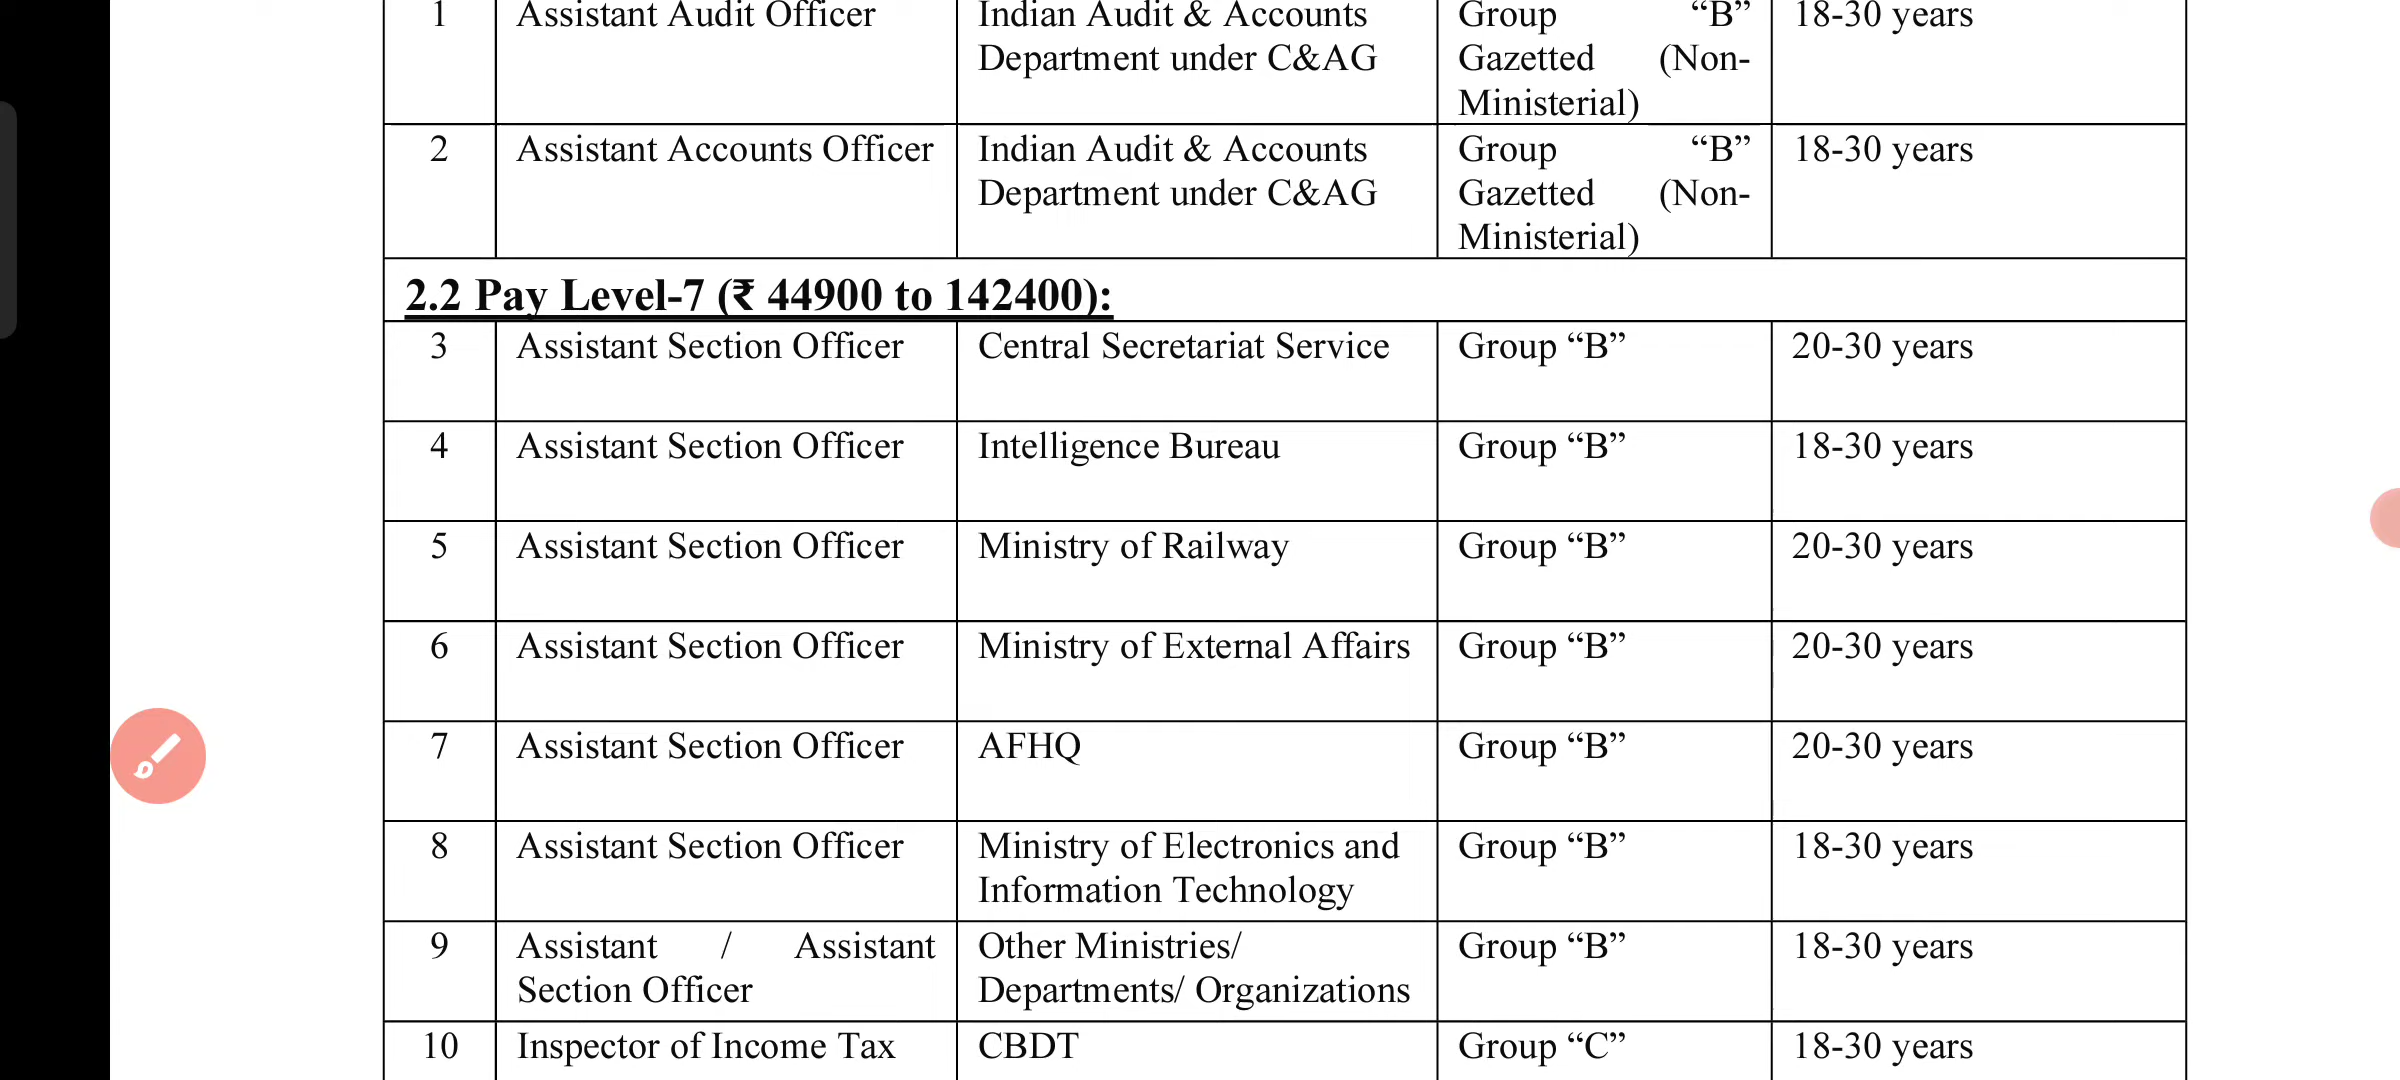 1 Assistant Audit Officer Indian Audit & Accounts Group “B” 18-30 years
Department under C&AG Gazetted (Non-
Ministerial)
2 Assistant Accounts Officer Indian Audit & Accounts Group “B” 18-30 years
Department under C&AG Gazetted (Non-
Ministerial)
2.2 Pay Level-7 (₹ 44900 to 142400):
3 Assistant Section Officer Central Secretariat Service Group “B” 20-30 years
4 Assistant Section Officer Intelligence Bureau Group “B” 18-30 years
5 Assistant Section Officer Ministry of Railway Group “B” 20-30 years
6 Assistant Section Officer Ministry of External Affairs Group “B” 20-30 years
7 Assistant Section Officer AFHQ Group “B” 20-30 years
8 Assistant Section Officer Ministry of Electronics and Group “B” 18-30 years
Information Technology
9 Assistant / Assistant Other Ministries/ Group “B” 18-30 years
Section Officer Departments/ Organizations
10 Inspector of Income Tax CBDT Group “C” 18-30 years